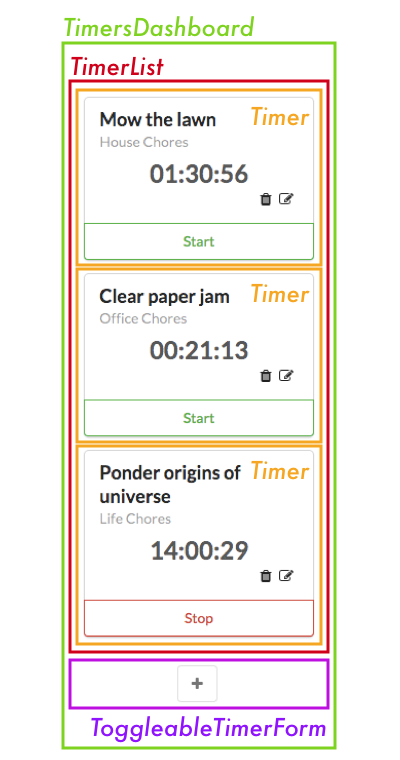 TimersDashboard
TimerList
Mow the lawn Timer
House Chores
01:30:56
Start
Clear paper jam Timer
Office Chores
00:21:13
Start
Ponder origins of Timer
universe
Life Chores
14:00:29
Stop
+
ToggleableTimerForm